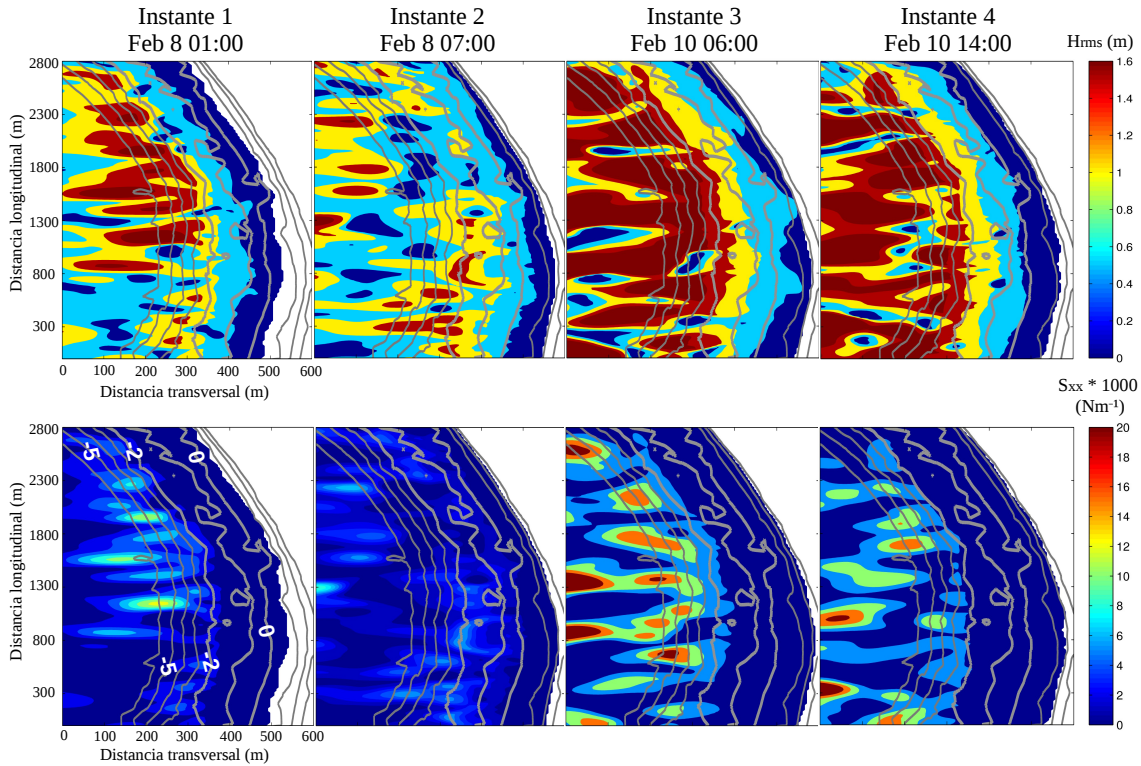 Instante 1
Feb 8 01:00
Instante 2
Feb 8 07:00
Instante 3
Feb 10 06:00
Instante 4
Feb 10 14:00
Hrms (m)
2800
2300
1800
1300
800
300
Distancia longitudinal (m)
0 100 200 300 400 500 600
Distancia transversal (m)
1.6
1.4
1.2
1
0.8
0.6
0.4
0.2
0
Sxx * 1000
(Nm⁻¹)
2800
2300
1800
1300
800
300
Distancia longitudinal (m)
-5 -2 0
0
-5 -2
0 100 200 300 400 500 600
Distancia transversal (m)
20
18
16
14
12
10
8
6
4
2
0